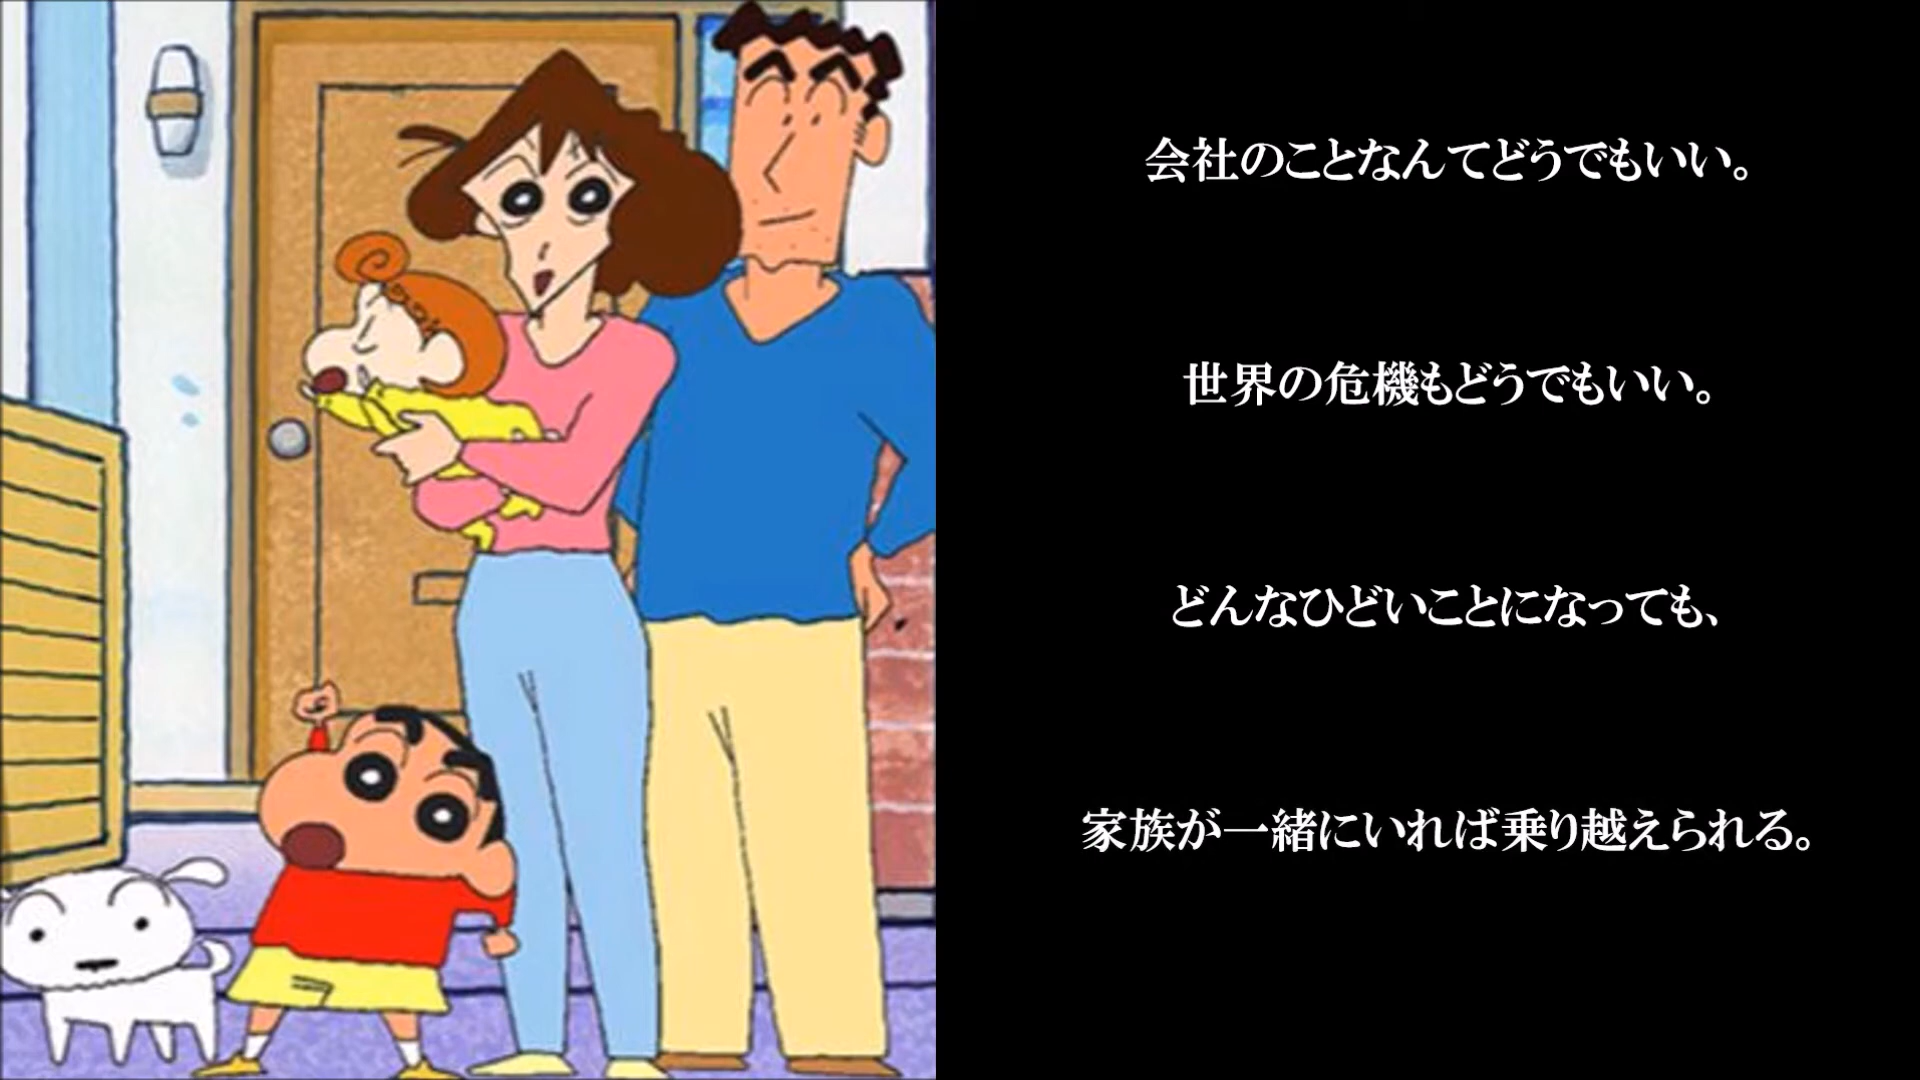 会社のことなんてどうでもいい。
世界の危機もどうでもいい。
どんなひどいことになっても、
家族が一緒にいれば乗り越えられる。